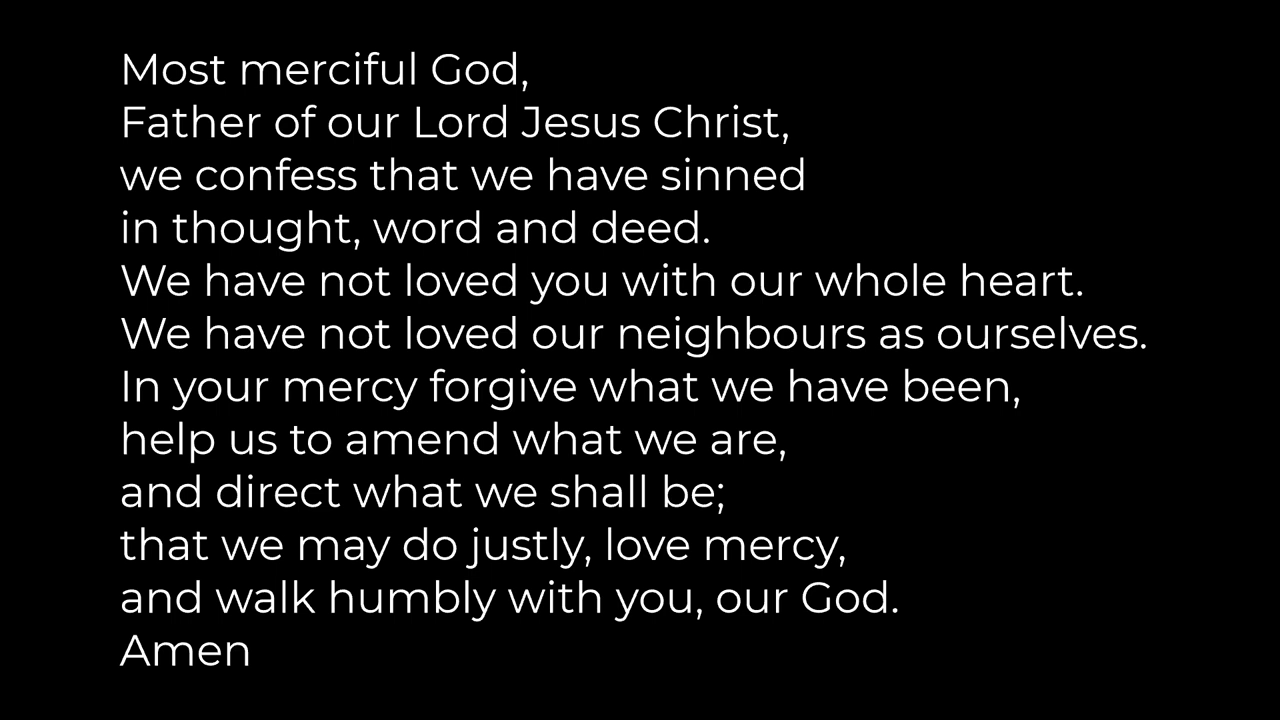 Most merciful God,
Father of our Lord Jesus Christ,
we confess that we have sinned
in thought, word and deed.
We have not loved you with our whole heart.
We have not loved our neighbours as ourselves.
In your mercy forgive what we have been,
help us to amend what we are,
and direct what we shall be;
that we may do justly, love mercy,
and walk humbly with you, our God.
Amen